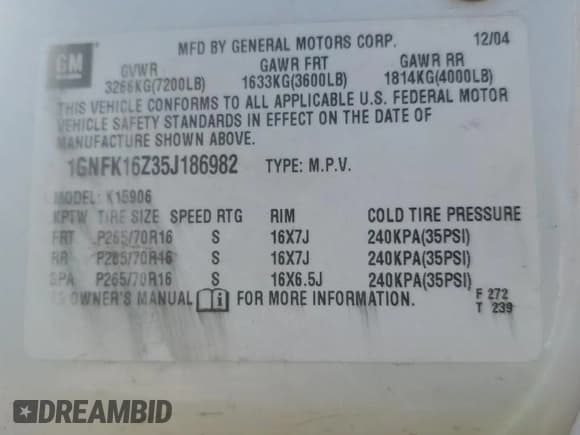 GM
MFD BY GENERAL MOTORS CORP. 12/04
GVWR GAWR FRT GAWR RR
3266KG(7200LB) 1633KG(3600LB) 1814KG(4000LB)
THIS VEHICLE CONFORMS TO ALL APPLICABLE U.S. FEDERAL MOTOR
VEHICLE SAFETY STANDARDS IN EFFECT ON THE DATE OF
MANUFACTURE SHOWN ABOVE.
1GNFK16Z35J186982 TYPE: M.P.V.
MODEL: K15906
TIRE SIZE SPEED RTG RIM COLD TIRE PRESSURE
FRT P265/70R16 S 16X7J 240KPA(35PSI)
RR P265/70R16 S 16X7J 240KPA(35PSI)
SPA P265/70R16 S 16X6.5J 240KPA(35PSI)
OWNER'S MANUAL FOR MORE INFORMATION.
F 272
T 239
DREAMBID